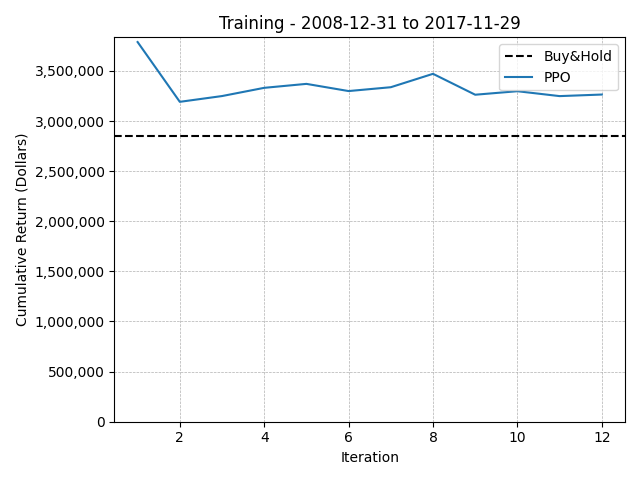 Training - 2008-12-31 to 2017-11-29
Buy&Hold
PPO
Cumulative Return (Dollars)
3,500,000
3,000,000
2,500,000
2,000,000
1,500,000
1,000,000
500,000
0
2 4 6 8 10 12
Iteration